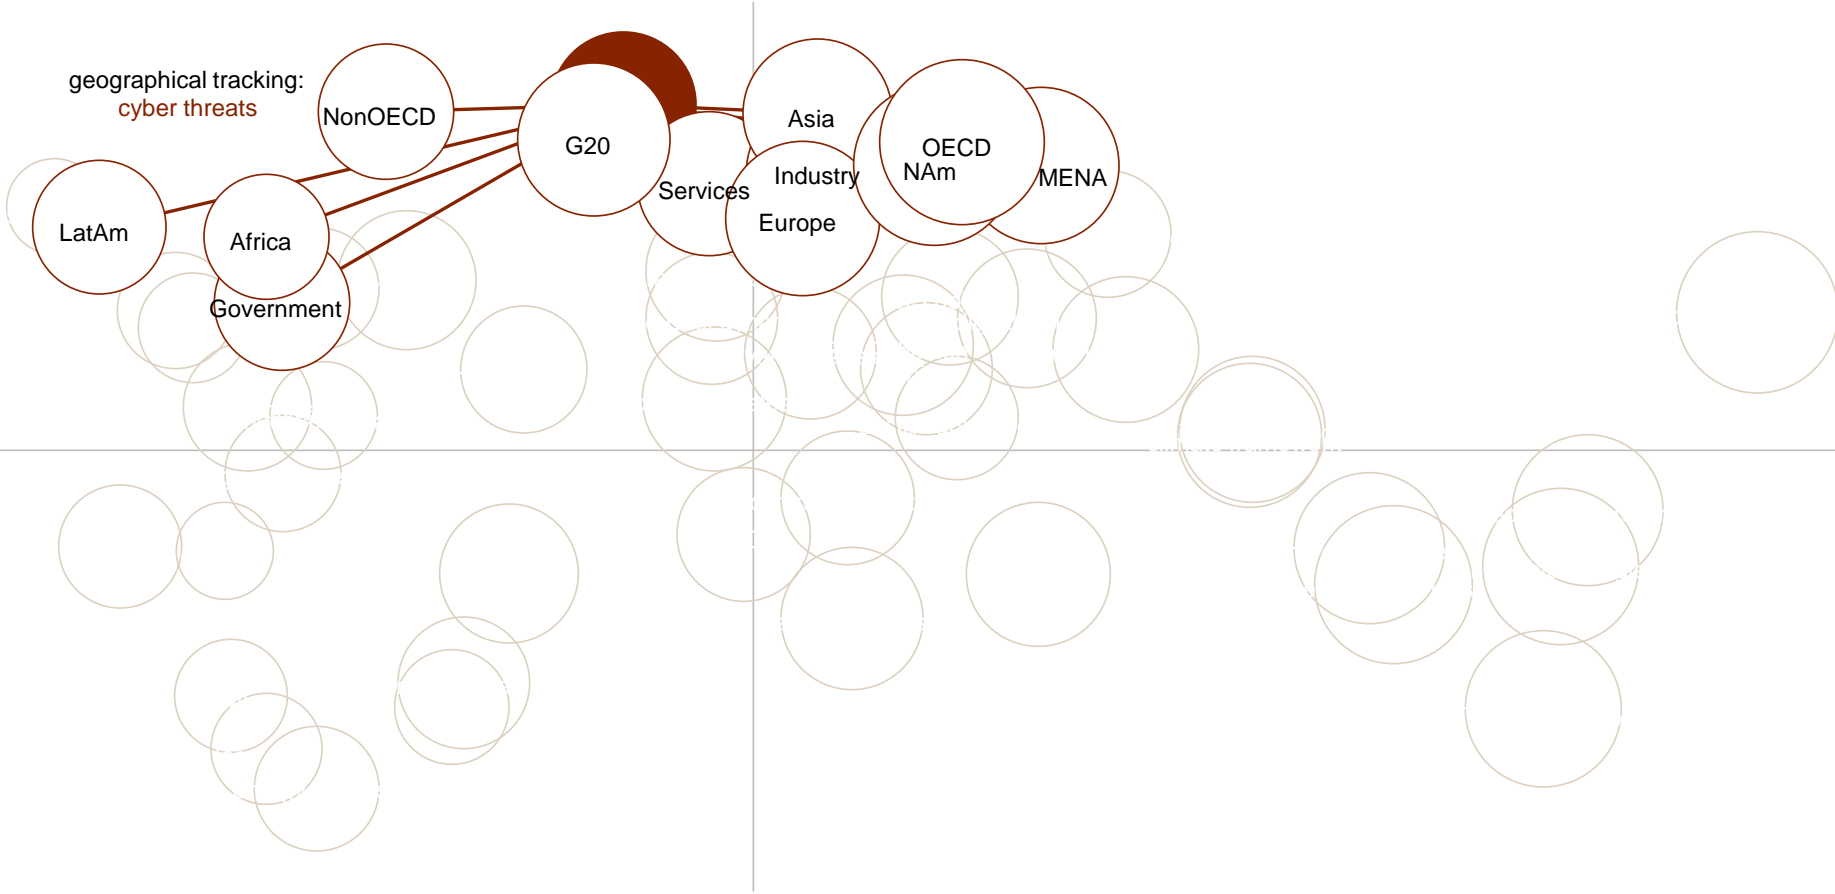 geographical tracking:
cyber threats
NonOECD
G20
Asia
OECD
NAm
MENA
Services
Industry
Europe
LatAm
Africa
Government